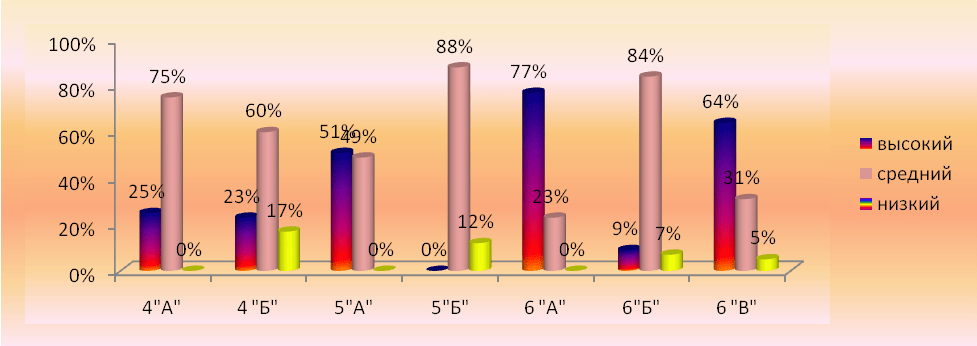 100%
80%
60%
40%
20%
0%
25%
75%
0%
23%
60%
17%
51%
49%
0%
0%
88%
12%
77%
23%
0%
9%
84%
7%
64%
31%
5%
4"А"
4 "Б"
5"А"
5"Б"
6 "А"
6"Б"
6 "В"
высокий
средний
низкий